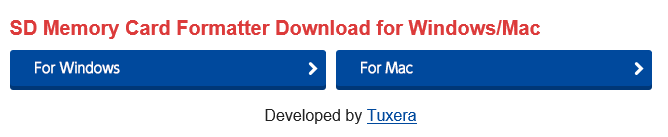 SD Memory Card Formatter Download for Windows/Mac
For Windows
For Mac
Developed by Tuxera